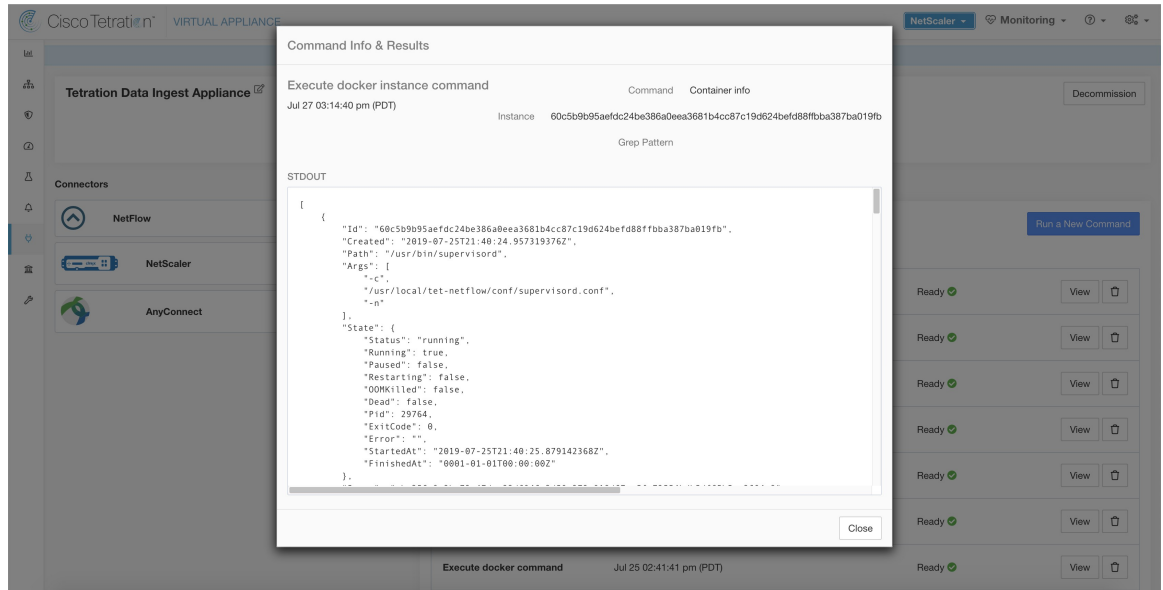 Cisco Tetration™ VIRTUAL APPLIANCE
NetScaler
Monitoring
Tetration Data Ingest Appliance
Decommission
Connectors
NetFlow
NetScaler
AnyConnect
Command Info & Results
Execute docker instance command
Command Container info
Jul 27 03:14:40 pm (PDT)
Instance 60c5b9b95aefdc24be386a0eea3681b4cc87c19d624befd88ffbba387ba019fb
Grep Pattern
STDOUT
[
{
"Id": "60c5b9b95aefdc24be386a0eea3681b4cc87c19d624befd88ffbba387ba019fb",
"Created": "2019-07-25T21:40:24.957319376Z",
"Path": "/usr/bin/supervisord",
"Args": [
"-c",
"/usr/local/tet-netflow/conf/supervisord.conf",
"-n"
],
"State": {
"Status": "running",
"Running": true,
"Paused": false,
"Restarting": false,
"OOMKilled": false,
"Dead": false,
"Pid": 29764,
"ExitCode": 0,
"Error": "",
"StartedAt": "2019-07-25T21:40:25.879142368Z",
"FinishedAt": "0001-01-01T00:00:00Z"
},
Close
Run a New Command
Ready View
Ready View
Ready View
Ready View
Ready View
Ready View
Execute docker command Jul 25 02:41:41 pm (PDT) Ready View